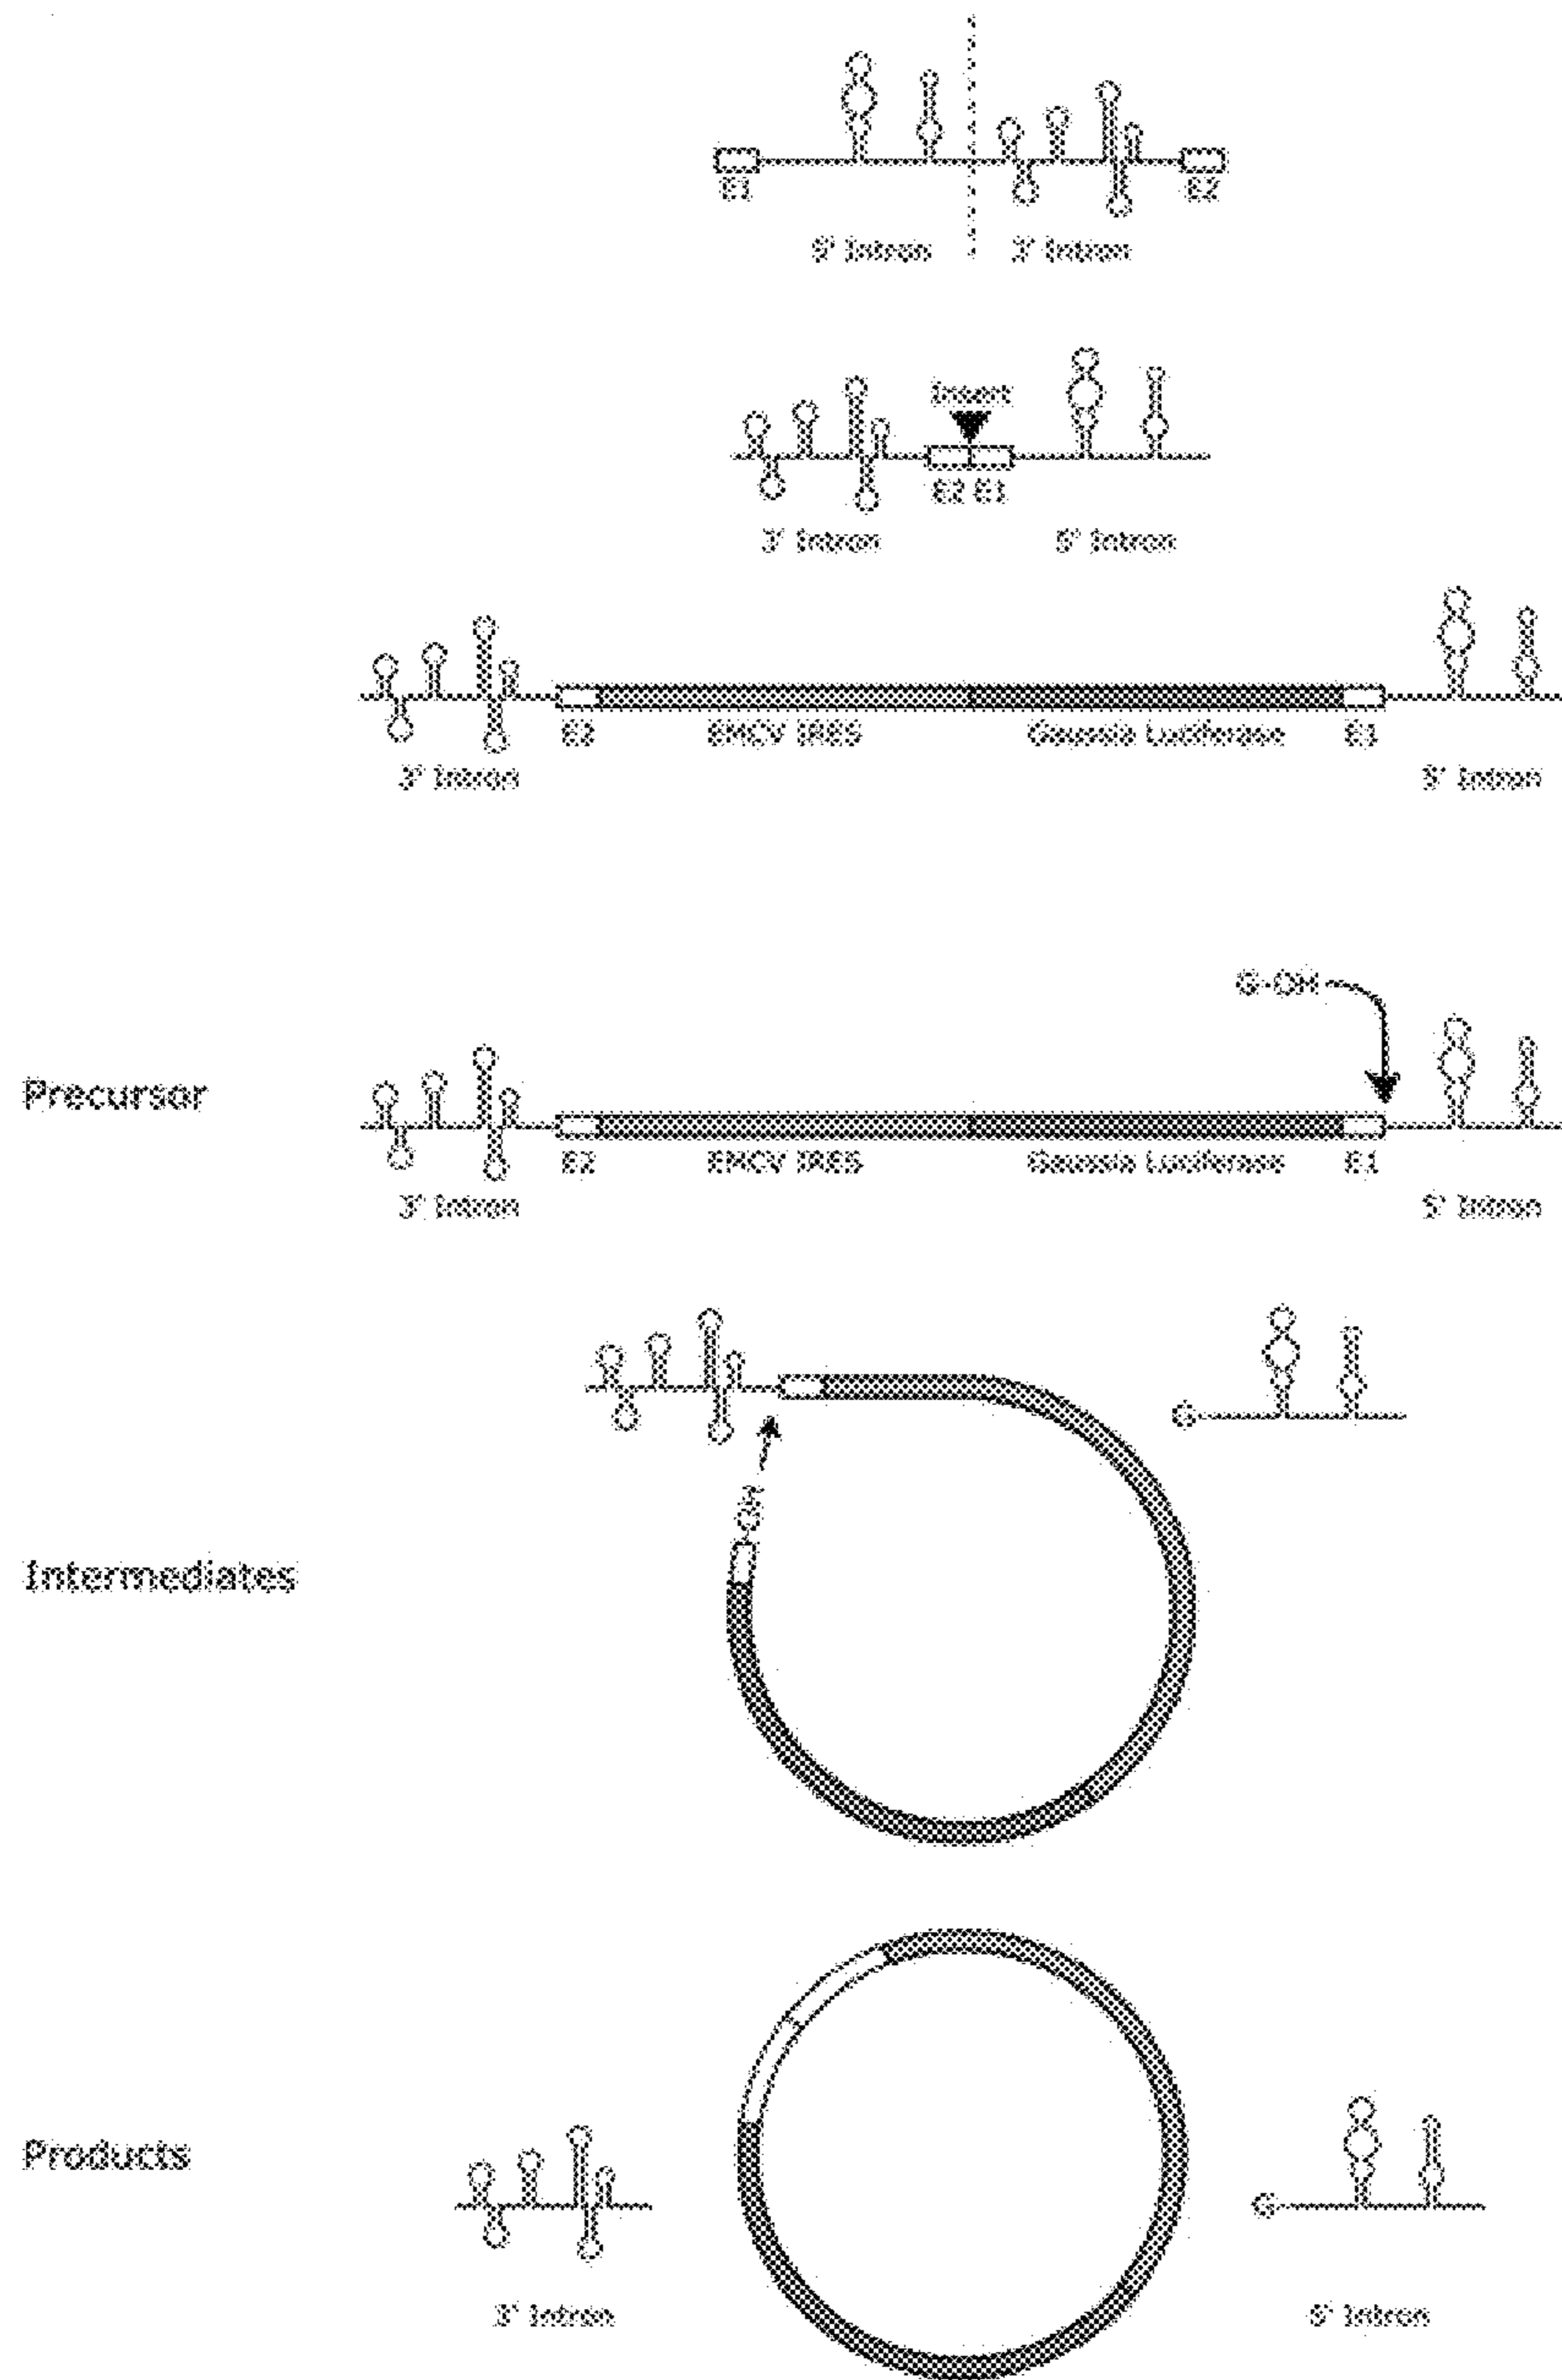 E1
E2
5' Intron
3' Intron
Insert
E2 E1
3' Intron
5' Intron
E2
EMCV IRES
Gaussia Luciferase
E1
3' Intron
5' Intron
G-OH
Precursor
E2
EMCV IRES
Gaussia Luciferase
E1
3' Intron
5' Intron
G
OH
Intermediates
Products
G
3' Intron
5' Intron